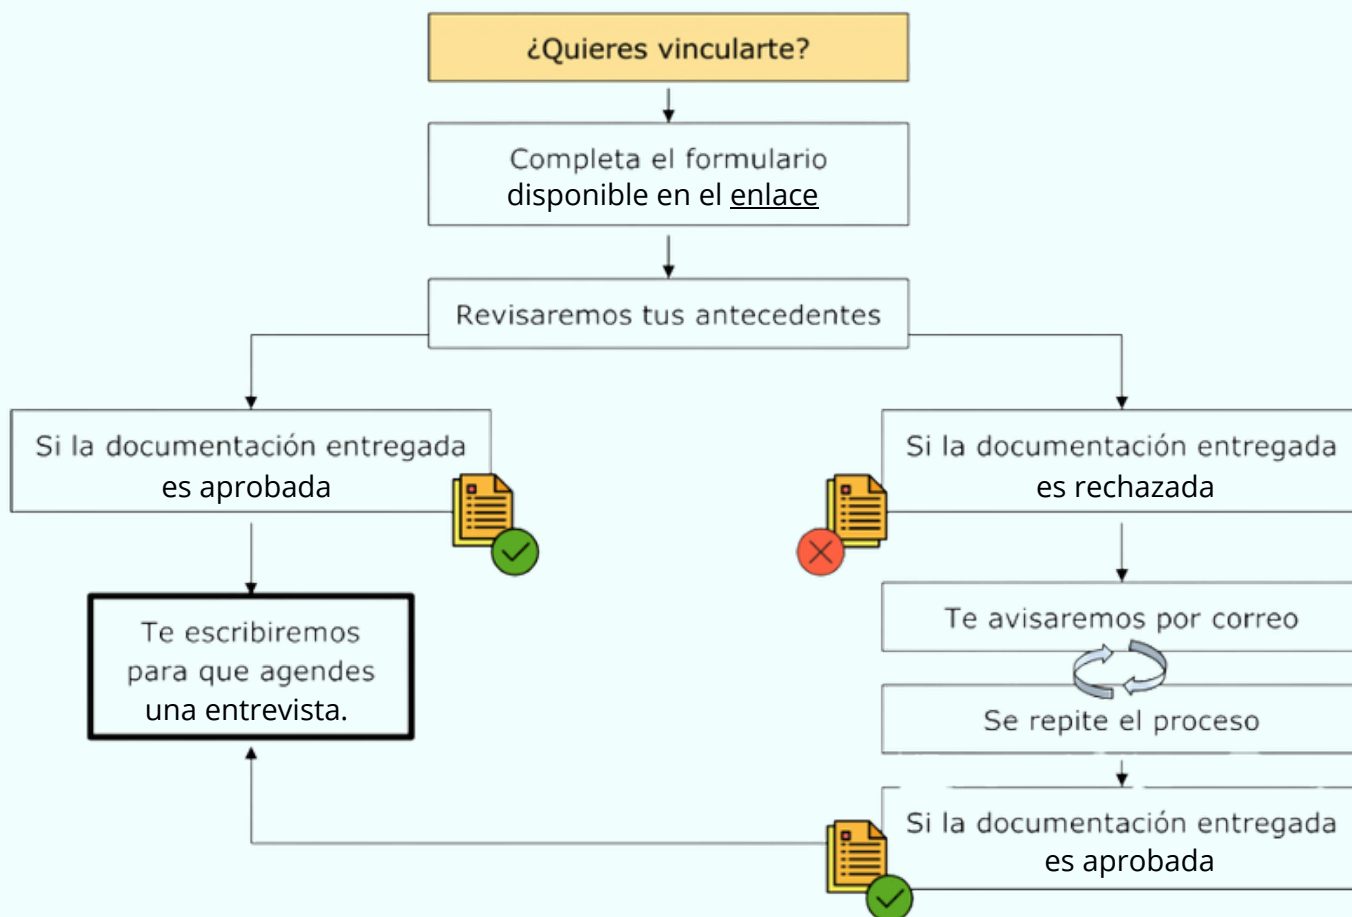 ¿Quieres vincularte?
Completa el formulario
disponible en el enlace
Revisaremos tus antecedentes
Si la documentación entregada
es aprobada
Te escribiremos
para que agendes
una entrevista.
Si la documentación entregada
es rechazada
Te avisaremos por correo
Se repite el proceso
Si la documentación entregada
es aprobada